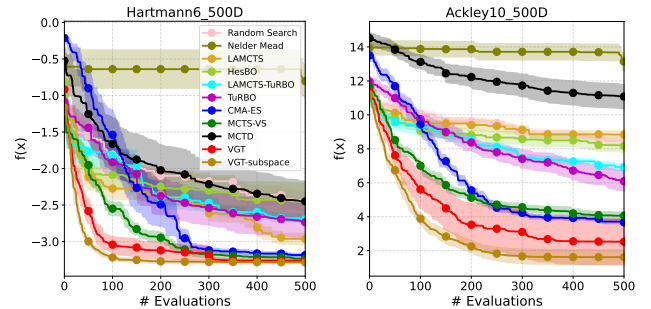 Hartmann6_500D
0.0
−0.5
−1.0
−1.5
−2.0
−2.5
−3.0
f(x)
0
100
200
300
400
500
# Evaluations
Random Search
Nelder Mead
LAMCTS
HesBO
LAMCTS-TuRBO
TuRBO
CMA-ES
MCTS-VS
MCTD
VGT
VGT-subspace
Ackley10_500D
14
12
10
8
6
4
2
f(x)
0
100
200
300
400
500
# Evaluations